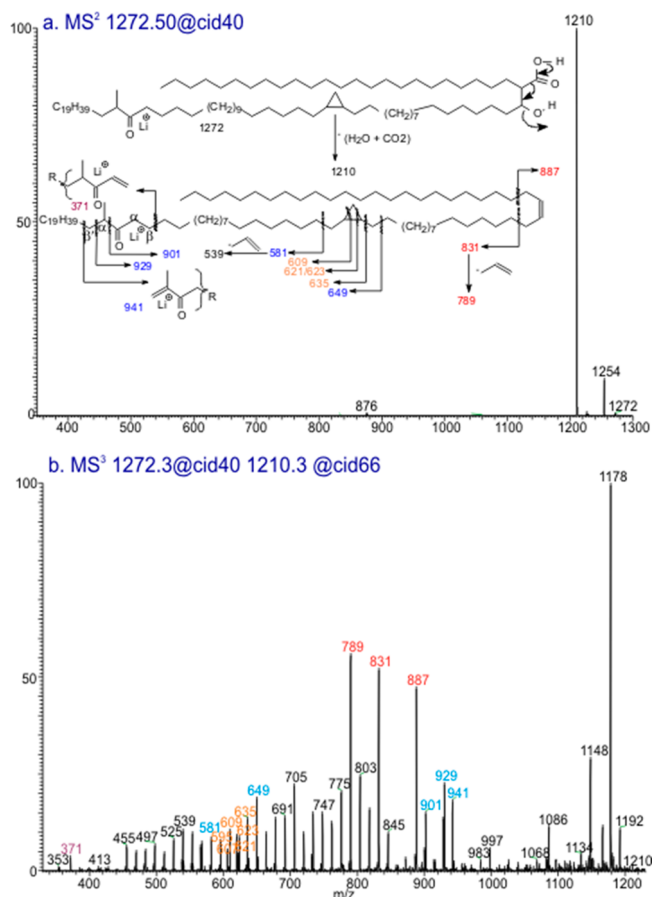 a. MS² 1272.50@cid40
1210
100
O-H
O
C19H39
O
Li⊕
(CH2)9
(CH2)7
O H
1272
- (H2O + CO2)
1210
Li⊕
887
R
O
371
50
C19H39
β' α' O Li⊕ α β
(CH2)7
(CH2)7
901
539
581
831
929
609
621/623
635
649
941
Li⊕
O
R
789
1254
876
1272
0
400 500 600 700 800 900 1000 1100 1200 1300
b. MS³ 1272.3@cid40 1210.3 @cid66
1178
100
789
831
887
50
1148
705
803
775
929
649
941
635
691
747
901
609
539
581
1086
1192
455
497
525
623
595
621
845
371
353
413
983
997
1068
1134
1210
0
400 500 600 700 800 900 1000 1100 1200
m/z